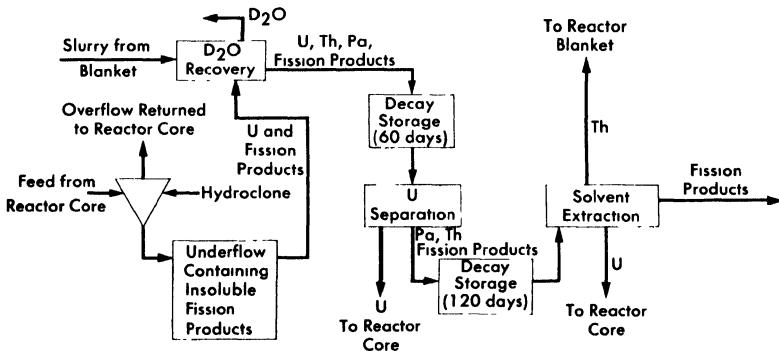 D2O
Slurry from
Blanket
D2O
Recovery
U, Th, Pa,
Fission Products
To Reactor
Blanket
Overflow Returned
to Reactor Core
U and
Fission
Products
Decay
Storage
(60 days)
Th
Feed from
Reactor Core
Hydroclone
U
Separation
Solvent
Extraction
Fission
Products
Pa, Th
Fission Products
Underflow
Containing
Insoluble
Fission
Products
Decay
Storage
(120 days)
U
To Reactor
Core
U
To Reactor
Core